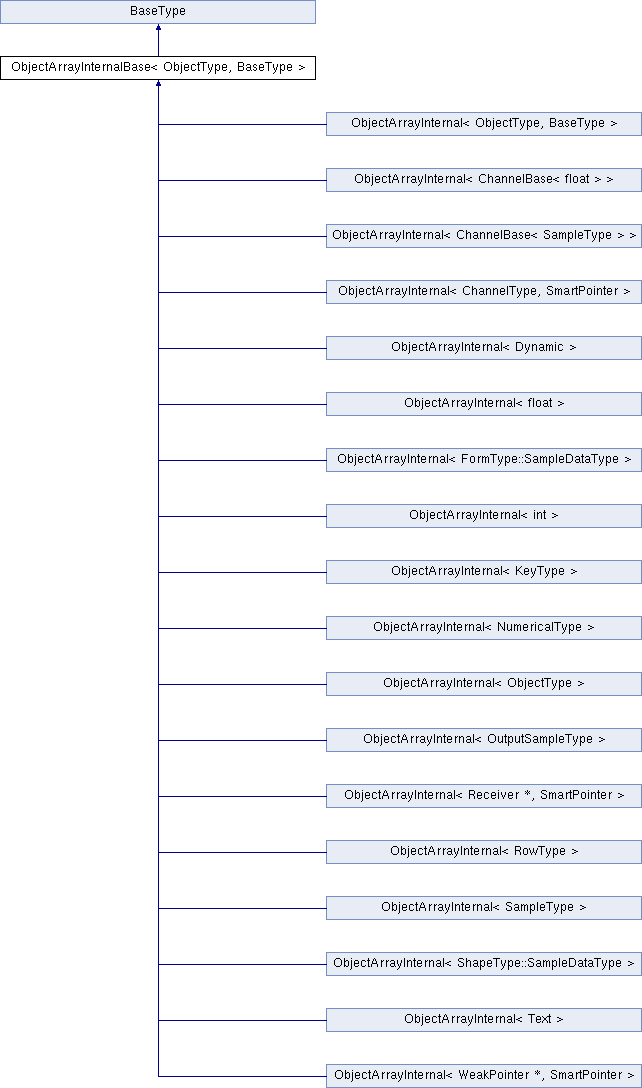 BaseType
ObjectArrayInternalBase< ObjectType, BaseType >
ObjectArrayInternal< ObjectType, BaseType >
ObjectArrayInternal< ChannelBase< float > >
ObjectArrayInternal< ChannelBase< SampleType > >
ObjectArrayInternal< ChannelType, SmartPointer >
ObjectArrayInternal< Dynamic >
ObjectArrayInternal< float >
ObjectArrayInternal< FormType::SampleDataType >
ObjectArrayInternal< int >
ObjectArrayInternal< KeyType >
ObjectArrayInternal< NumericalType >
ObjectArrayInternal< ObjectType >
ObjectArrayInternal< OutputSampleType >
ObjectArrayInternal< Receiver *, SmartPointer >
ObjectArrayInternal< RowType >
ObjectArrayInternal< SampleType >
ObjectArrayInternal< ShapeType::SampleDataType >
ObjectArrayInternal< Text >
ObjectArrayInternal< WeakPointer *, SmartPointer >